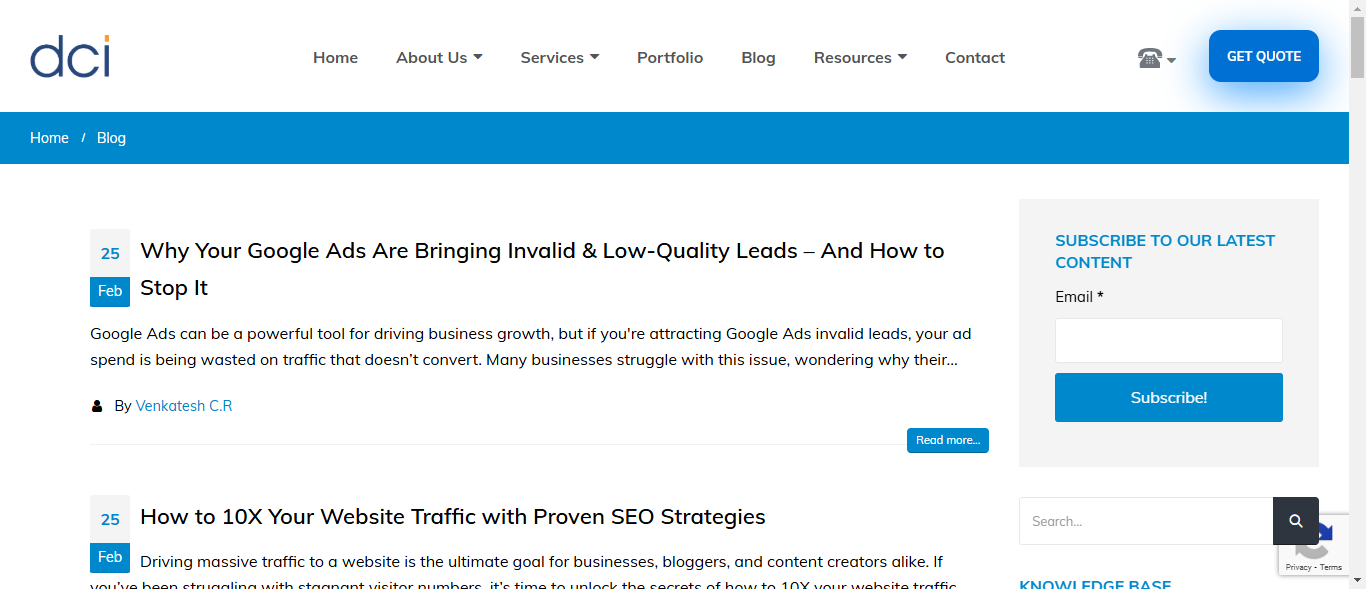 dci
Home
About Us
Services
Portfolio
Blog
Resources
Contact
GET QUOTE
Home / Blog
25
Feb
Why Your Google Ads Are Bringing Invalid & Low-Quality Leads – And How to
Stop It
Google Ads can be a powerful tool for driving business growth, but if you're attracting Google Ads invalid leads, your ad
spend is being wasted on traffic that doesn’t convert. Many businesses struggle with this issue, wondering why their...
By Venkatesh C.R
Read more...
25
Feb
How to 10X Your Website Traffic with Proven SEO Strategies
Driving massive traffic to a website is the ultimate goal for businesses, bloggers, and content creators alike. If
you’ve been struggling with stagnant visitor numbers, it’s time to unlock the secrets of how to 10X your website traffic
SUBSCRIBE TO OUR LATEST
CONTENT
Email *
Subscribe!
Search...
Privacy - Terms
KNOWLEDGE BASE